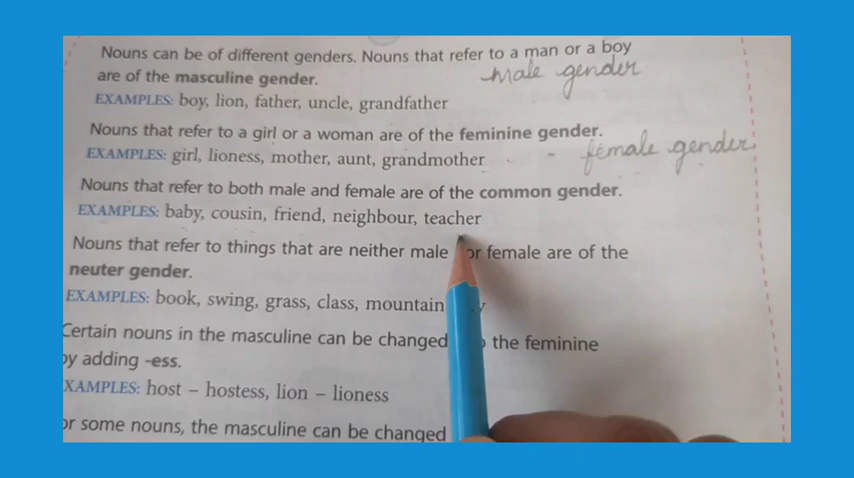 Nouns can be of different genders. Nouns that refer to a man or a boy
are of the masculine gender.
male gender
EXAMPLES: boy, lion, father, uncle, grandfather
Nouns that refer to a girl or a woman are of the feminine gender.
EXAMPLES: girl, lioness, mother, aunt, grandmother
- female gender
Nouns that refer to both male and female are of the common gender.
EXAMPLES: baby, cousin, friend, neighbour, teacher
Nouns that refer to things that are neither male or female are of the
neuter gender.
EXAMPLES: book, swing, grass, class, mountain
Certain nouns in the masculine can be changed the feminine
by adding -ess.
EXAMPLES: host – hostess, lion – lioness
or some nouns, the masculine can be changed